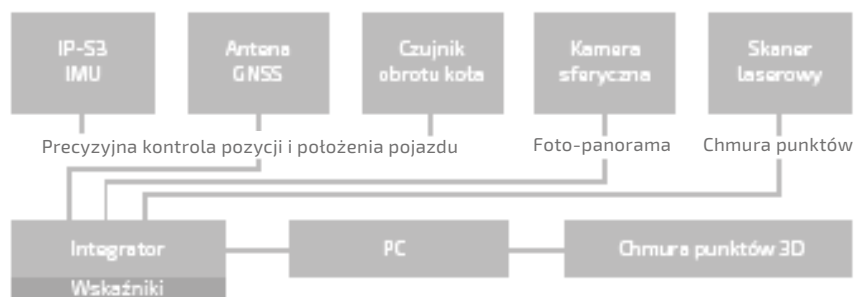 IP-S3
IMU
Antena
GNSS
Czujnik
obrotu koła
Kamera
sferyczna
Skaner
laserowy
Precyzyjna kontrola pozycji i położenia pojazdu
Foto-panorama
Chmura punktów
Integrator
PC
Chmura punktów 3D
Wskaźniki